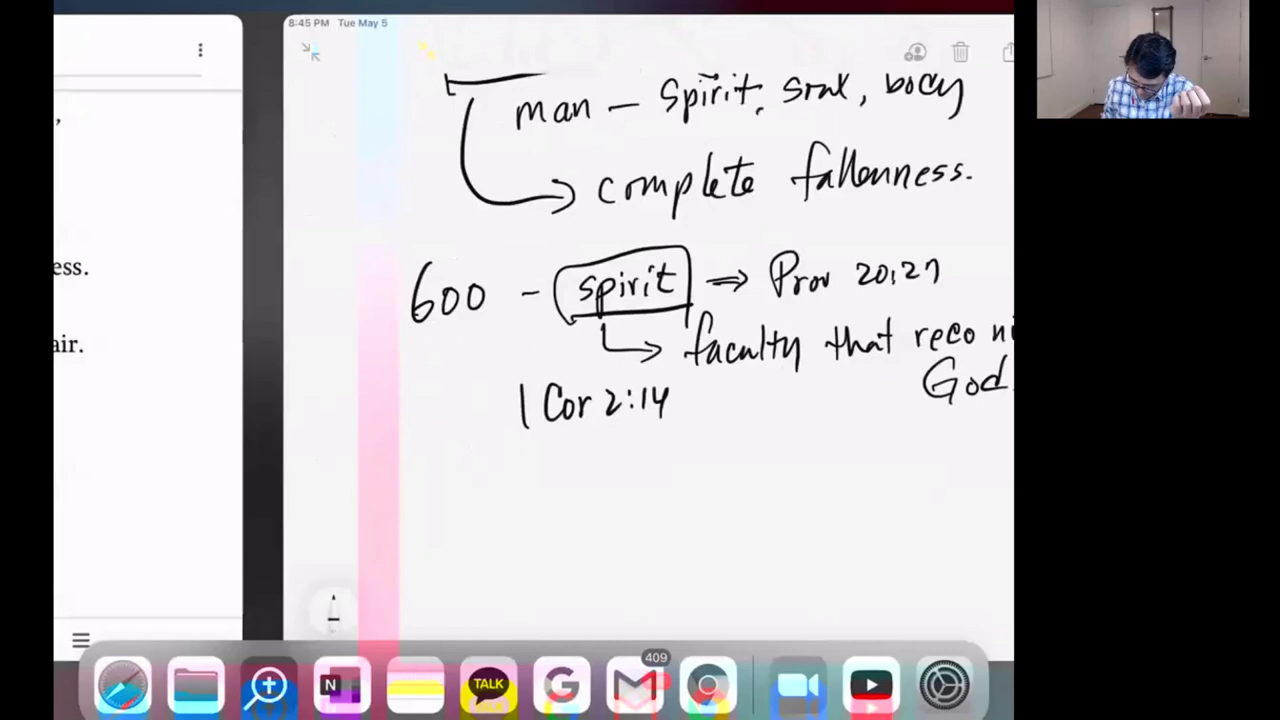 8:45 PM Tue May 5
man – spirit, soul, body
complete fallenness.
600 - spirit ⇒ Prov 20:27
ess.
faculty that reco ni
air.
God
1 Cor 2:14
409
N
TALK
G